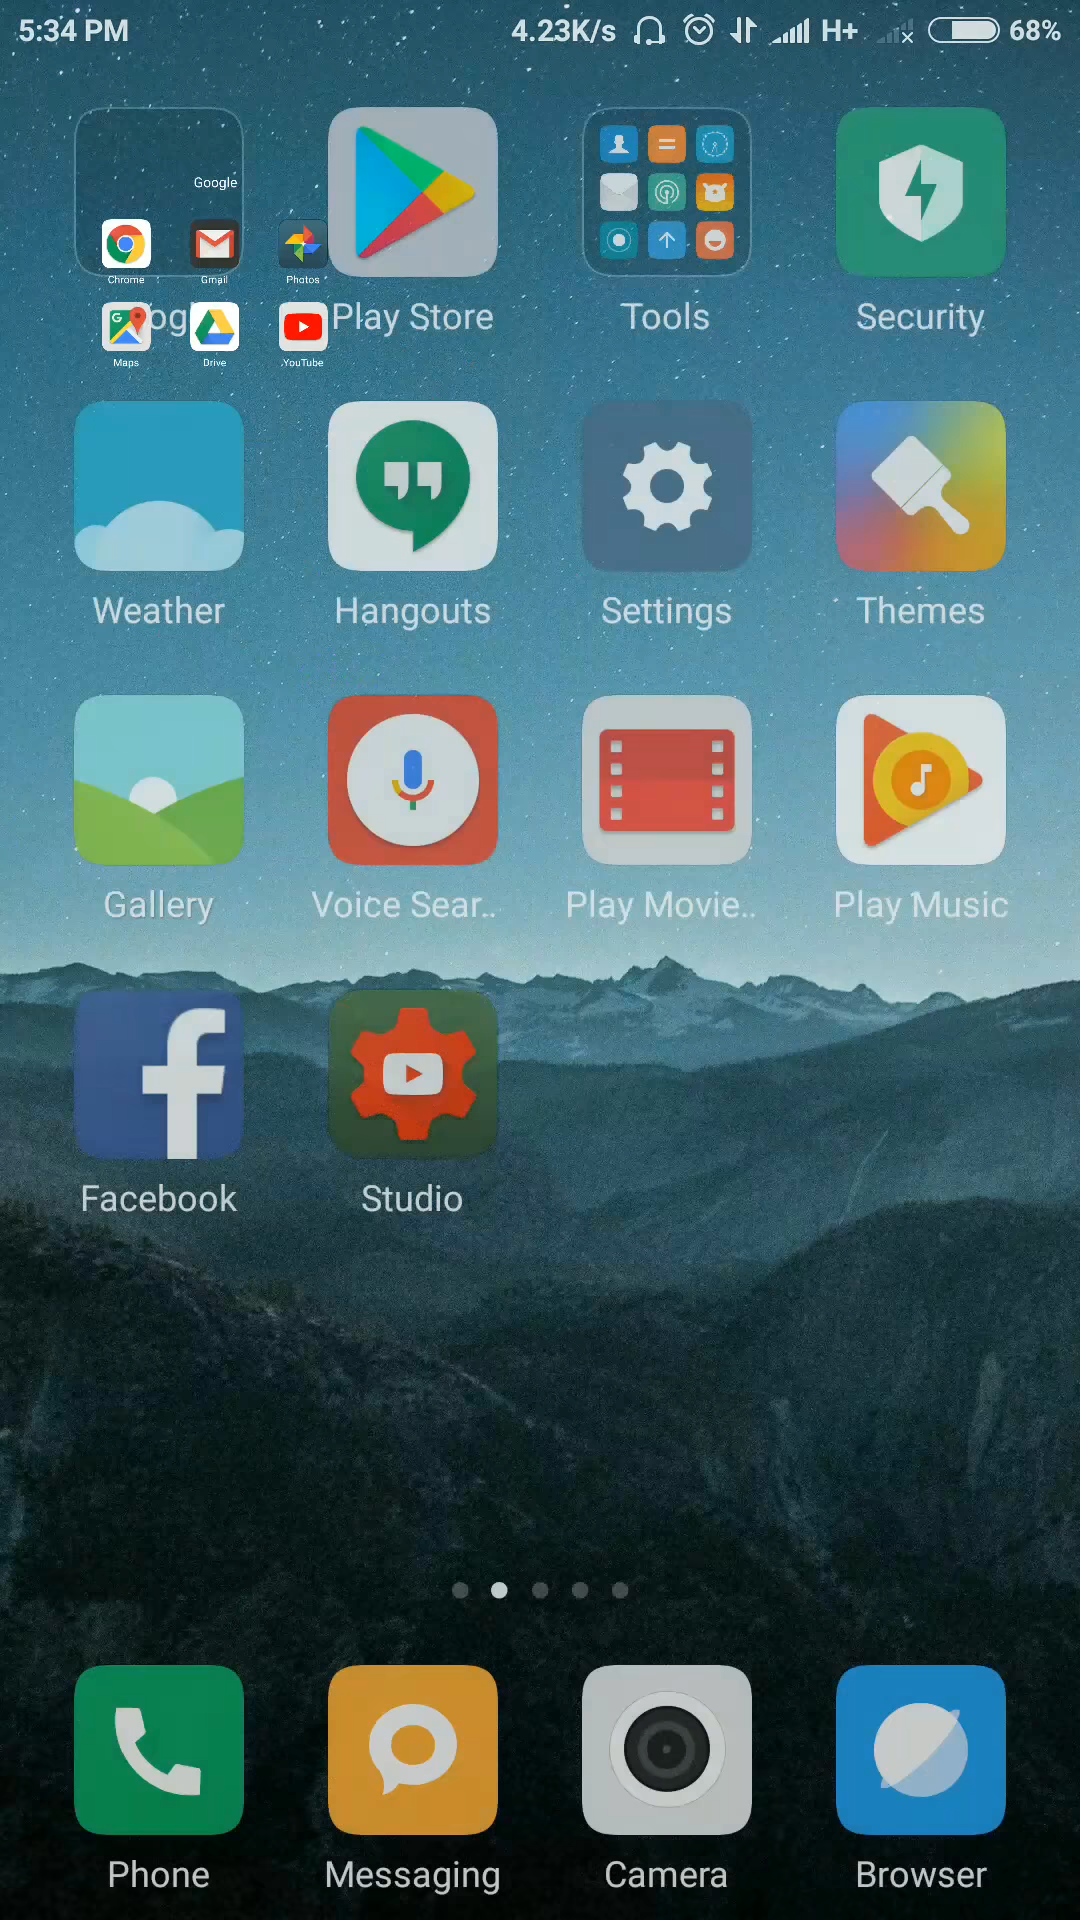 5:34 PM 4.23K/s H+ 68%
Google
Chrome Gmail Photos
Play Store Tools Security
Maps Drive YouTube
Weather Hangouts Settings Themes
Gallery Voice Sear.. Play Movie.. Play Music
Facebook Studio
Phone Messaging Camera Browser